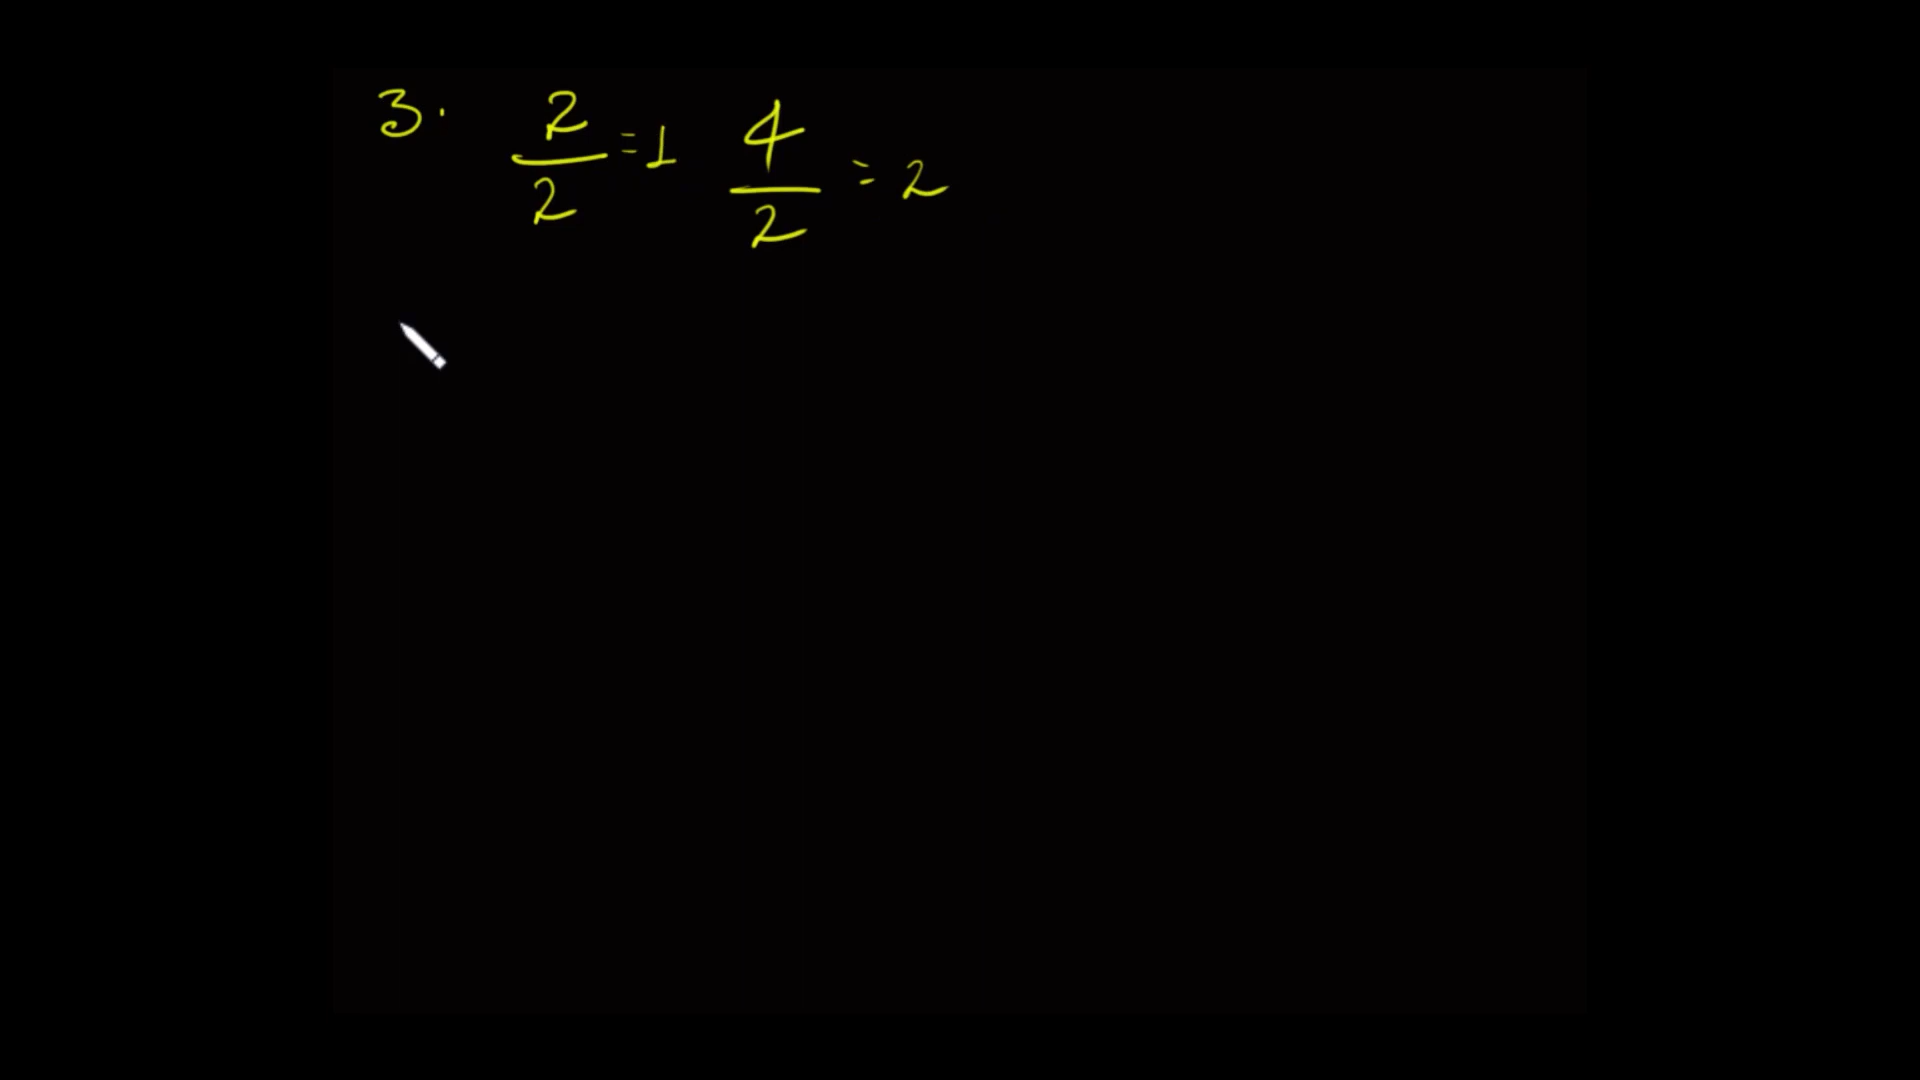 3. 2/2 =1 4/2 = 2